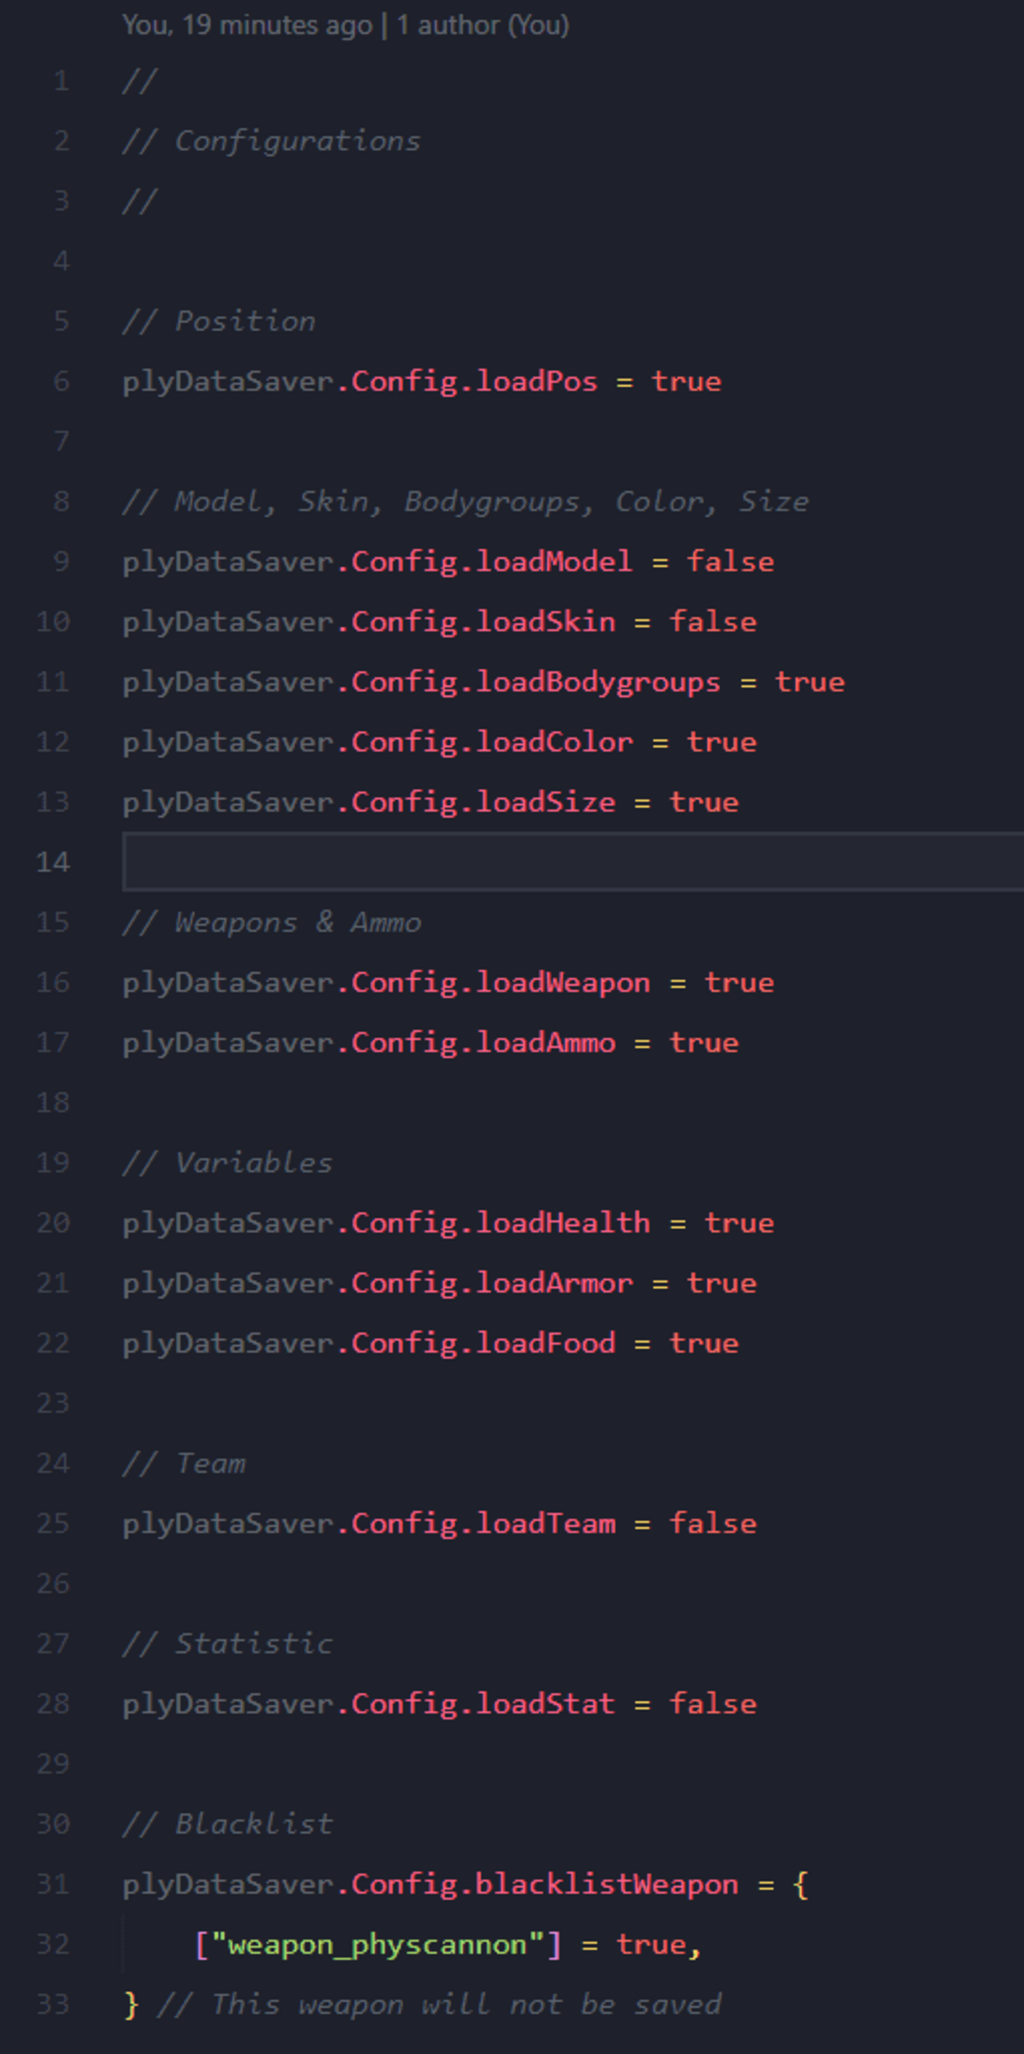 You, 19 minutes ago | 1 author (You)
1 //
2 // Configurations
3 //
4
5 // Position
6 plyDataSaver.Config.loadPos = true
7
8 // Model, Skin, Bodygroups, Color, Size
9 plyDataSaver.Config.loadModel = false
10 plyDataSaver.Config.loadSkin = false
11 plyDataSaver.Config.loadBodygroups = true
12 plyDataSaver.Config.loadColor = true
13 plyDataSaver.Config.loadSize = true
14
15 // Weapons & Ammo
16 plyDataSaver.Config.loadWeapon = true
17 plyDataSaver.Config.loadAmmo = true
18
19 // Variables
20 plyDataSaver.Config.loadHealth = true
21 plyDataSaver.Config.loadArmor = true
22 plyDataSaver.Config.loadFood = true
23
24 // Team
25 plyDataSaver.Config.loadTeam = false
26
27 // Statistic
28 plyDataSaver.Config.loadStat = false
29
30 // Blacklist
31 plyDataSaver.Config.blacklistWeapon = {
32     ["weapon_physcannon"] = true,
33 } // This weapon will not be saved